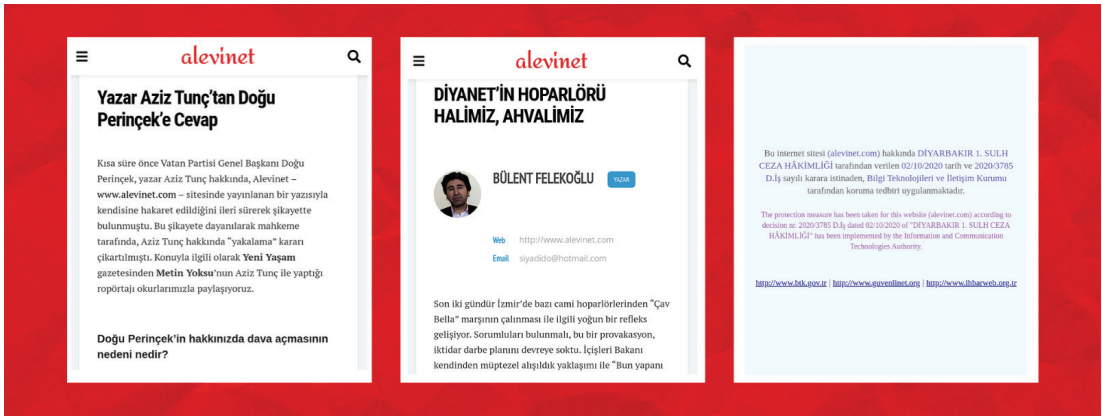 alevinet
Yazar Aziz Tunç’tan Doğu
Perinçek’e Cevap
Kısa süre önce Vatan Partisi Genel Başkanı Doğu
Perinçek, yazar Aziz Tunç hakkında, Alevinet –
www.alevinet.com – sitesinde yayınlanan bir yazısıyla
kendisine hakaret edildiğini ileri sürerek şikayette
bulunmuştu. Bu şikayete dayanılarak mahkeme
tarafında, Aziz Tunç hakkında “yakalama” kararı
çıkartılmıştı. Konuyla ilgili olarak Yeni Yaşam
gazetesinden Metin Yoksu’nun Aziz Tunç ile yaptığı
ropörtajı okurlarımızla paylaşıyoruz.
Doğu Perinçek’in hakkınızda dava açmasının
nedeni nedir?
alevinet
DİYANET’İN HOPARLÖRÜ
HALİMİZ, AHVALİMİZ
BÜLENT FELEKOĞLU YAZAR
Web http://www.alevinet.com
Email siyadido@hotmail.com
Son iki gündür İzmir’de bazı cami hoparlörlerinden “Çav
Bella” marşının çalınması ile ilgili yoğun bir refleks
gelişiyor. Sorumluları bulunmalı, bu bir provakasyon,
iktidar darbe planını devreye soktu. İçişleri Bakanı
kendinden müptezel alışıldık yaklaşımı ile “Bun yapanı
Bu internet sitesi (alevinet.com) hakkında DİYARBAKIR 1. SULH
CEZA HÂKİMLİĞİ tarafından verilen 02/10/2020 tarih ve 2020/3785
D.İş sayılı karara istinaden, Bilgi Teknolojileri ve İletişim Kurumu
tarafından koruma tedbiri uygulanmaktadır.
The protection measure has been taken for this website (alevinet.com) according to
decision nr. 2020/3785 D.İş dated 02/10/2020 of "DİYARBAKIR 1. SULH CEZA
HÂKİMLİĞİ" has been implemented by the Information and Communication
Technologies Authority.
http://www.btk.gov.tr | http://www.guvenlinet.org | http://www.ihbarweb.org.tr